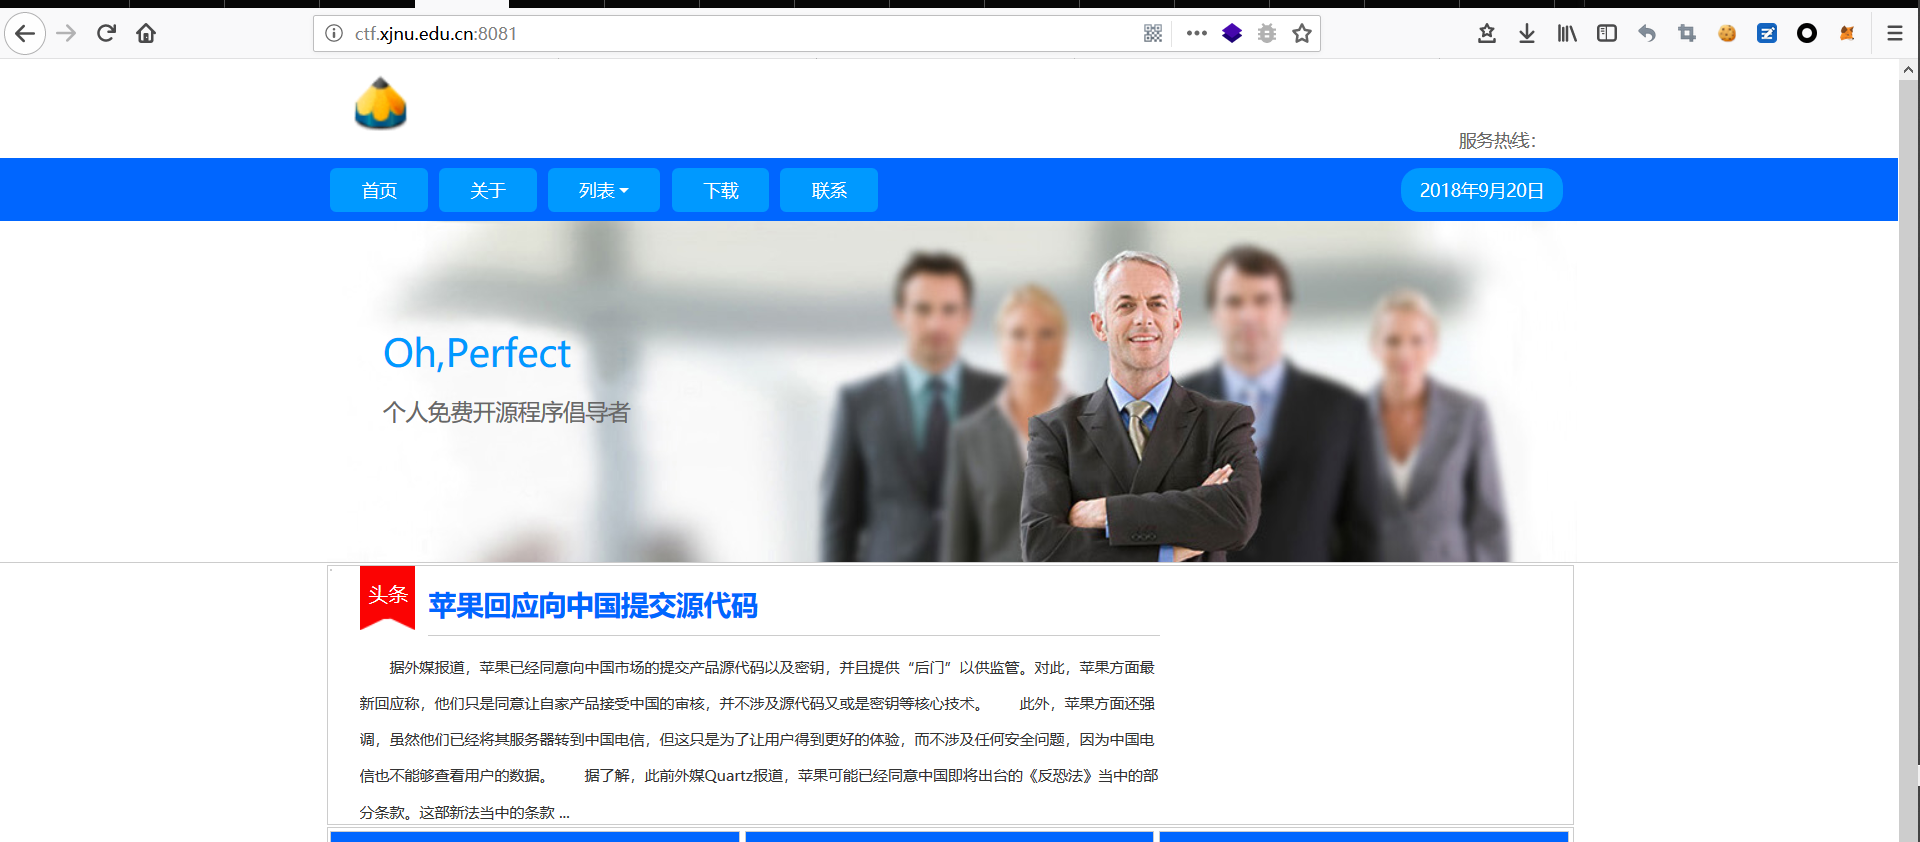 ctf.xjnu.edu.cn:8081
服务热线：
首页
关于
列表
下载
联系
2018年9月20日
Oh,Perfect
个人免费开源程序倡导者
头条
苹果回应向中国提交源代码
据外媒报道，苹果已经同意向中国市场的提交产品源代码以及密钥，并且提供“后门”以供监管。对此，苹果方面最
新回应称，他们只是同意让自家产品接受中国的审核，并不涉及源代码又或是密钥等核心技术。　　此外，苹果方面还强
调，虽然他们已经将其服务器转到中国电信，但这只是为了让用户得到更好的体验，而不涉及任何安全问题，因为中国电
信也不能够查看用户的数据。　　据了解，此前外媒Quartz报道，苹果可能已经同意中国即将出台的《反恐法》当中的部
分条款。这部新法当中的条款 ...